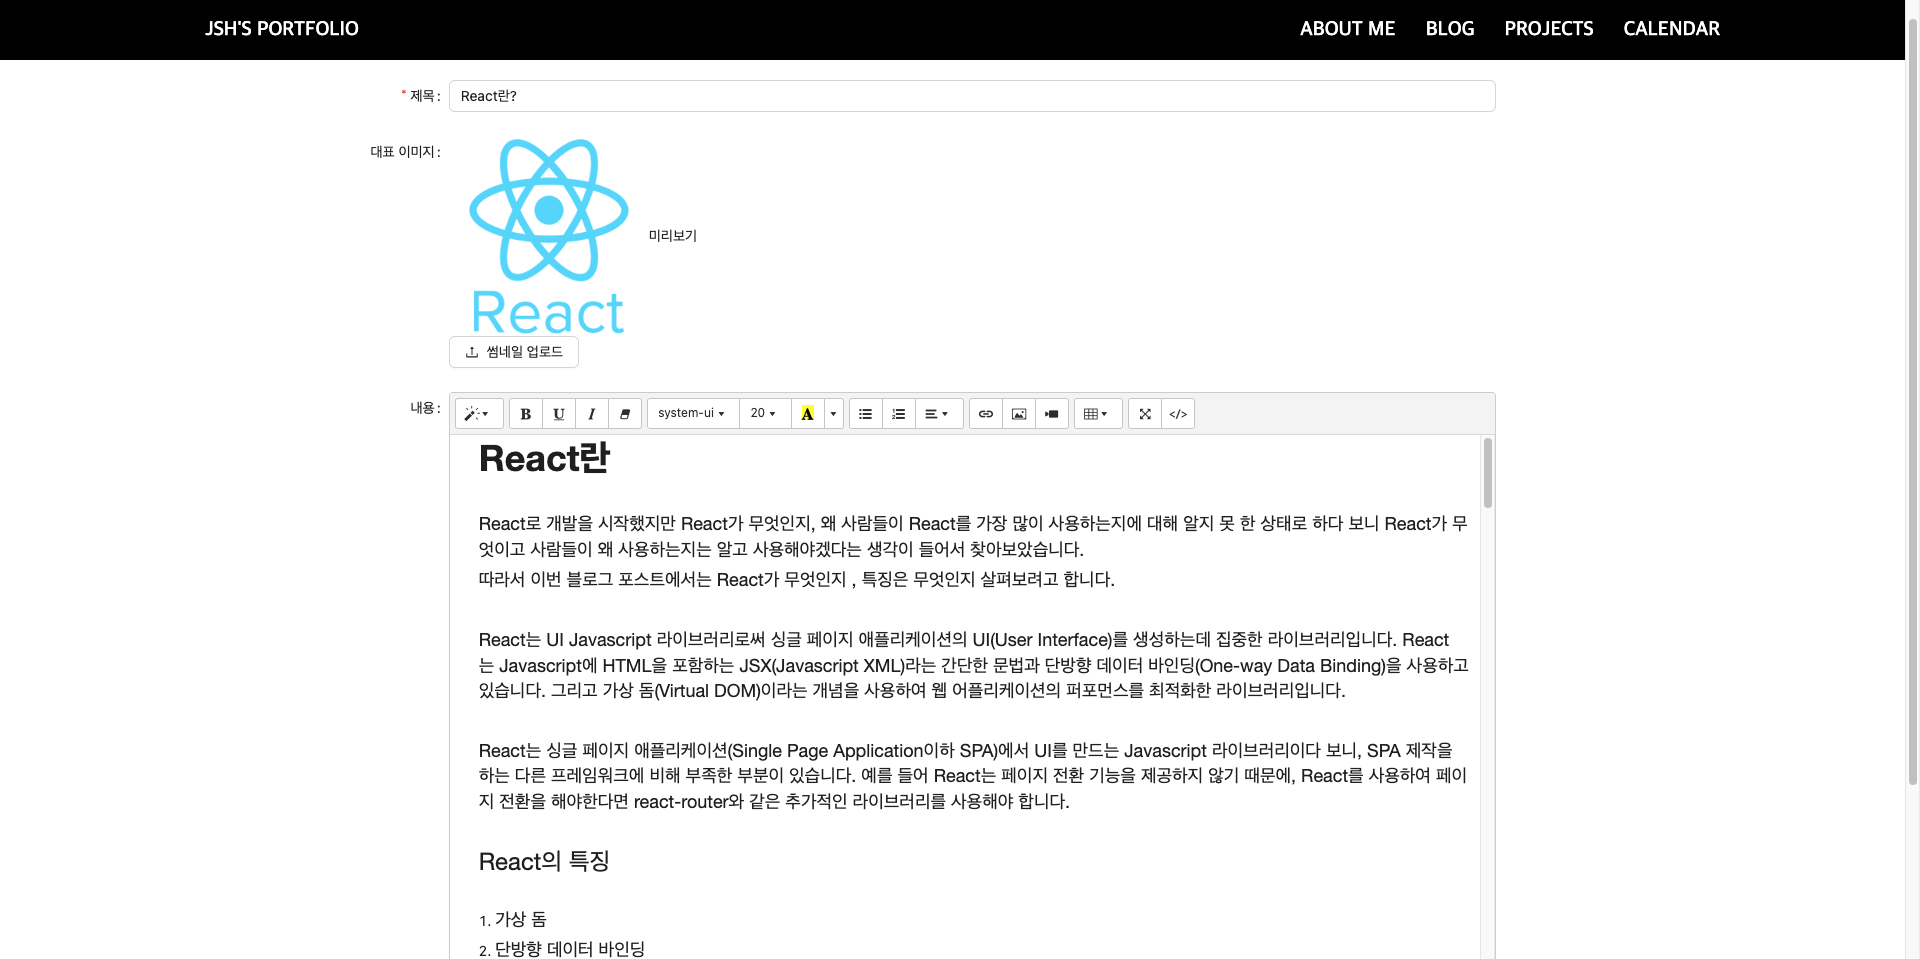 JSH'S PORTFOLIO
ABOUT ME BLOG PROJECTS CALENDAR
* 제목 :
React란?
대표 이미지 :
React
미리보기
썸네일 업로드
내용 :
B U I system-ui 20 A </>
React란
React로 개발을 시작했지만 React가 무엇인지, 왜 사람들이 React를 가장 많이 사용하는지에 대해 알지 못 한 상태로 하다 보니 React가 무
엇이고 사람들이 왜 사용하는지는 알고 사용해야겠다는 생각이 들어서 찾아보았습니다.
따라서 이번 블로그 포스트에서는 React가 무엇인지 , 특징은 무엇인지 살펴보려고 합니다.
React는 UI Javascript 라이브러리로써 싱글 페이지 애플리케이션의 UI(User Interface)를 생성하는데 집중한 라이브러리입니다. React
는 Javascript에 HTML을 포함하는 JSX(Javascript XML)라는 간단한 문법과 단방향 데이터 바인딩(One-way Data Binding)을 사용하고
있습니다. 그리고 가상 돔(Virtual DOM)이라는 개념을 사용하여 웹 어플리케이션의 퍼포먼스를 최적화한 라이브러리입니다.
React는 싱글 페이지 애플리케이션(Single Page Application이하 SPA)에서 UI를 만드는 Javascript 라이브러리이다 보니, SPA 제작을
하는 다른 프레임워크에 비해 부족한 부분이 있습니다. 예를 들어 React는 페이지 전환 기능을 제공하지 않기 때문에, React를 사용하여 페이
지 전환을 해야한다면 react-router와 같은 추가적인 라이브러리를 사용해야 합니다.
React의 특징
1. 가상 돔
2. 단방향 데이터 바인딩